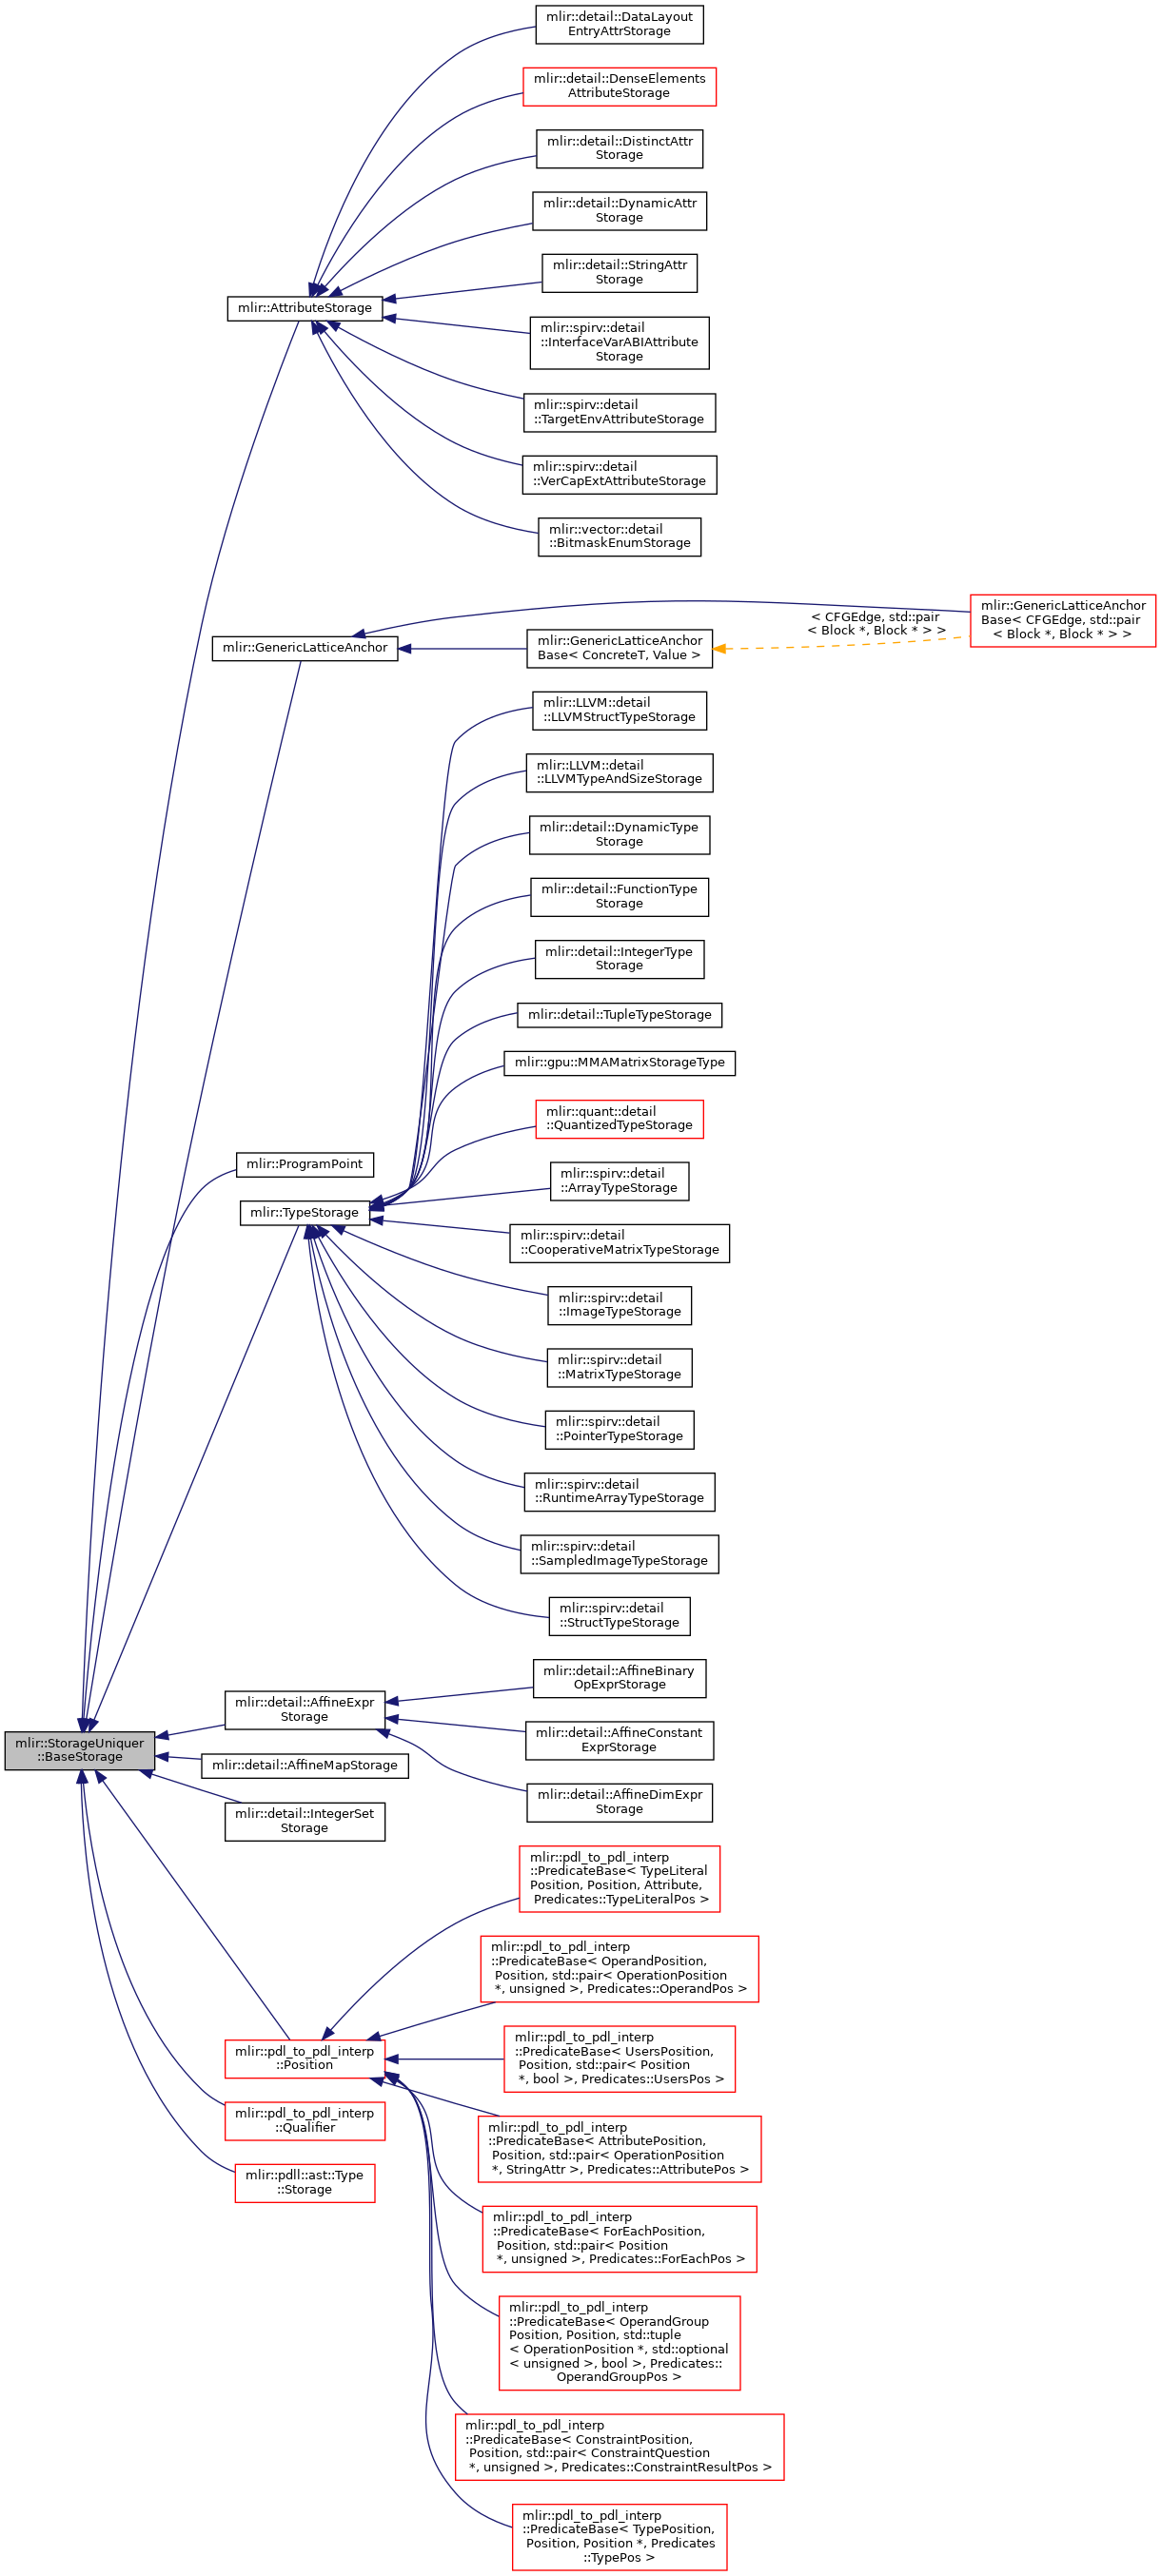 mlir::detail::DataLayout
EntryAttrStorage
mlir::detail::DenseElements
AttributeStorage
mlir::detail::DistinctAttr
Storage
mlir::detail::DynamicAttr
Storage
mlir::detail::StringAttr
Storage
mlir::AttributeStorage
mlir::spirv::detail
::InterfaceVarABIAttribute
Storage
mlir::spirv::detail
::TargetEnvAttributeStorage
mlir::spirv::detail
::VerCapExtAttributeStorage
mlir::vector::detail
::BitmaskEnumStorage
mlir::GenericLatticeAnchor
Base< CFGEdge, std::pair
< Block *, Block * > >
< CFGEdge, std::pair
< Block *, Block * > >
mlir::GenericLatticeAnchor
mlir::GenericLatticeAnchor
Base< ConcreteT, Value >
mlir::LLVM::detail
::LLVMStructTypeStorage
mlir::LLVM::detail
::LLVMTypeAndSizeStorage
mlir::detail::DynamicType
Storage
mlir::detail::FunctionType
Storage
mlir::detail::IntegerType
Storage
mlir::detail::TupleTypeStorage
mlir::gpu::MMAMatrixStorageType
mlir::quant::detail
::QuantizedTypeStorage
mlir::ProgramPoint
mlir::spirv::detail
::ArrayTypeStorage
mlir::TypeStorage
mlir::spirv::detail
::CooperativeMatrixTypeStorage
mlir::spirv::detail
::ImageTypeStorage
mlir::spirv::detail
::MatrixTypeStorage
mlir::spirv::detail
::PointerTypeStorage
mlir::spirv::detail
::RuntimeArrayTypeStorage
mlir::spirv::detail
::SampledImageTypeStorage
mlir::spirv::detail
::StructTypeStorage
mlir::detail::AffineBinary
OpExprStorage
mlir::detail::AffineExpr
Storage
mlir::detail::AffineConstant
ExprStorage
mlir::StorageUniquer
::BaseStorage
mlir::detail::AffineMapStorage
mlir::detail::AffineDimExpr
Storage
mlir::detail::IntegerSet
Storage
mlir::pdl_to_pdl_interp
::PredicateBase< TypeLiteral
Position, Position, Attribute,
Predicates::TypeLiteralPos >
mlir::pdl_to_pdl_interp
::PredicateBase< OperandPosition,
Position, std::pair< OperationPosition
*, unsigned >, Predicates::OperandPos >
mlir::pdl_to_pdl_interp
::Position
mlir::pdl_to_pdl_interp
::PredicateBase< UsersPosition,
Position, std::pair< Position
*, bool >, Predicates::UsersPos >
mlir::pdl_to_pdl_interp
::Qualifier
mlir::pdl_to_pdl_interp
::PredicateBase< AttributePosition,
Position, std::pair< OperationPosition
*, StringAttr >, Predicates::AttributePos >
mlir::pdll::ast::Type
::Storage
mlir::pdl_to_pdl_interp
::PredicateBase< ForEachPosition,
Position, std::pair< Position
*, unsigned >, Predicates::ForEachPos >
mlir::pdl_to_pdl_interp
::PredicateBase< OperandGroup
Position, Position, std::tuple
< OperationPosition *, std::optional
< unsigned >, bool >, Predicates::
OperandGroupPos >
mlir::pdl_to_pdl_interp
::PredicateBase< ConstraintPosition,
Position, std::pair< ConstraintQuestion
*, unsigned >, Predicates::ConstraintResultPos >
mlir::pdl_to_pdl_interp
::PredicateBase< TypePosition,
Position, Position *, Predicates
::TypePos >